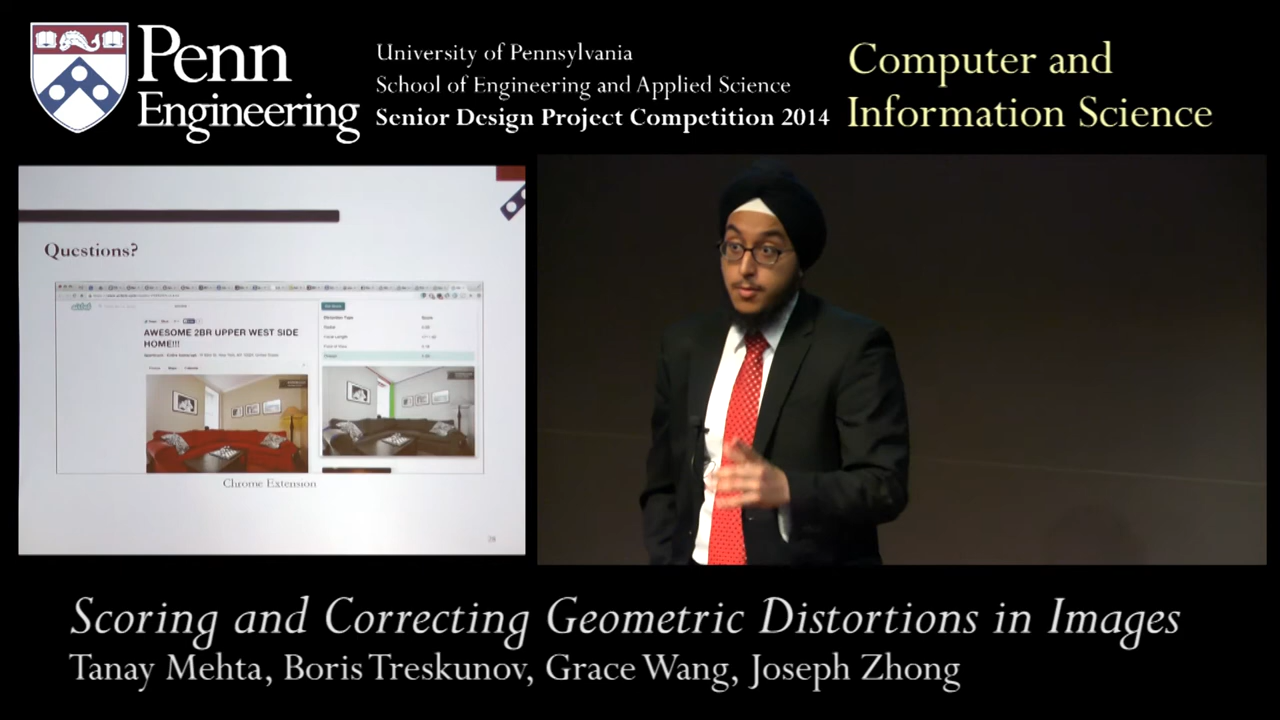 Penn
Engineering
University of Pennsylvania
School of Engineering and Applied Science
Senior Design Project Competition 2014
Computer and
Information Science
Questions?
AWESOME 2BR UPPER WEST SIDE
HOME!!!
Chrome Extension
28
Scoring and Correcting Geometric Distortions in Images
Tanay Mehta, Boris Treskunov, Grace Wang, Joseph Zhong